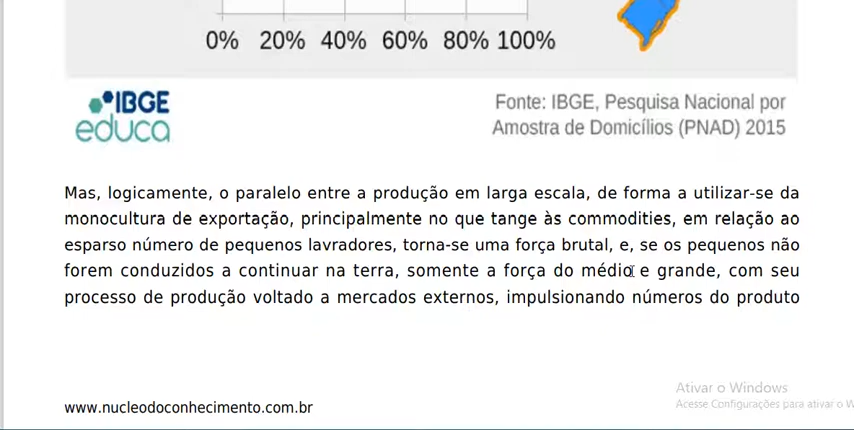 0% 20% 40% 60% 80% 100%
IBGE
educa
Fonte: IBGE, Pesquisa Nacional por
Amostra de Domicílios (PNAD) 2015
Mas, logicamente, o paralelo entre a produção em larga escala, de forma a utilizar-se da
monocultura de exportação, principalmente no que tange às commodities, em relação ao
esparso número de pequenos lavradores, torna-se uma força brutal, e, se os pequenos não
forem conduzidos a continuar na terra, somente a força do médio e grande, com seu
processo de produção voltado a mercados externos, impulsionando números do produto
Ativar o Windows
Acesse Configurações para ativar o W
www.nucleodoconhecimento.com.br